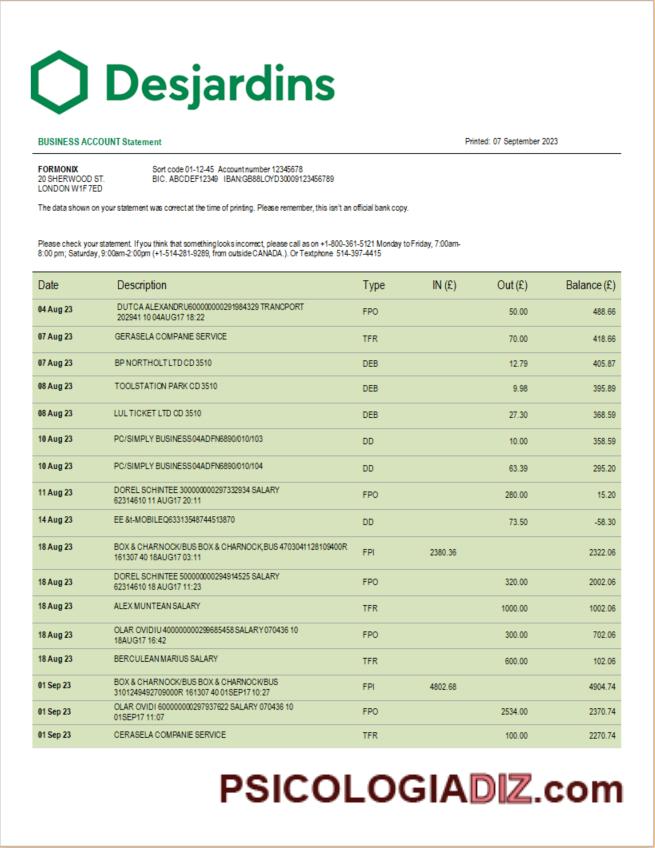 Desjardins
BUSINESS ACCOUNT Statement Printed: 07 September 2023
FORMONIX Sort code 01-12-45 Account number 12345678
20 SHERWOOD ST. BIC. ABCDEF12349 IBAN:GB88LOYD30009123456789
LONDON W1F 7ED
The data shown on your statement was correct at the time of printing. Please remember, this isn't an official bank copy.
Please check your statement. If you think that something looks incorrect, please call as on +1-800-361-5121 Monday to Friday, 7:00am-
8:00 pm; Saturday, 9:00am-2:00pm (+1-514-281-9289, from outside CANADA.). Or Textphone 514-397-4415
Date Description Type IN (£) Out (£) Balance (£)
04 Aug 23 DUTCA ALEXANDRU600000000291984329 TRANCPORT FPO 50.00 488.66
202941 10 04AUG17 18:22
07 Aug 23 GERASELA COMPANIE SERVICE TFR 70.00 418.66
07 Aug 23 BP NORTHOLT LTD CD 3510 DEB 12.79 405.87
08 Aug 23 TOOLSTATION PARK CD 3510 DEB 9.98 395.89
08 Aug 23 LUL TICKET LTD CD 3510 DEB 27.30 368.59
10 Aug 23 PC/SIMPLY BUSINESS04ADFN6890/010/103 DD 10.00 358.59
10 Aug 23 PC/SIMPLY BUSINESS04ADFN6890/010/104 DD 63.39 295.20
11 Aug 23 DOREL SCHINTEE 300000000297332934 SALARY FPO 280.00 15.20
62314610 11 AUG17 20:11
14 Aug 23 EE &t-MOBILEQ63313548744513870 DD 73.50 -58.30
18 Aug 23 BOX & CHARNOCK/BUS BOX & CHARNOCK,BUS 4703041128109400R FPI 2380.36 2322.06
161307 40 18AUG17 03:11
18 Aug 23 DOREL SCHINTEE 500000000294914525 SALARY FPO 320.00 2002.06
62314610 18 AUG17 11:23
18 Aug 23 ALEX MUNTEAN SALARY TFR 1000.00 1002.06
18 Aug 23 OLAR OVIDIU 400000000299685458 SALARY 070436 10 FPO 300.00 702.06
18AUG17 16:42
18 Aug 23 BERCULEAN MARIUS SALARY TFR 600.00 102.06
01 Sep 23 BOX & CHARNOCK/BUS BOX & CHARNOCK/BUS FPI 4802.68 4904.74
3101249492709000R 161307 40 01SEP17 10:27
01 Sep 23 OLAR OVIDI 600000000297937622 SALARY 070436 10 FPO 2534.00 2370.74
01SEP17 11:07
01 Sep 23 CERASELA COMPANIE SERVICE TFR 100.00 2270.74
PSICOLOGIADIZ.com